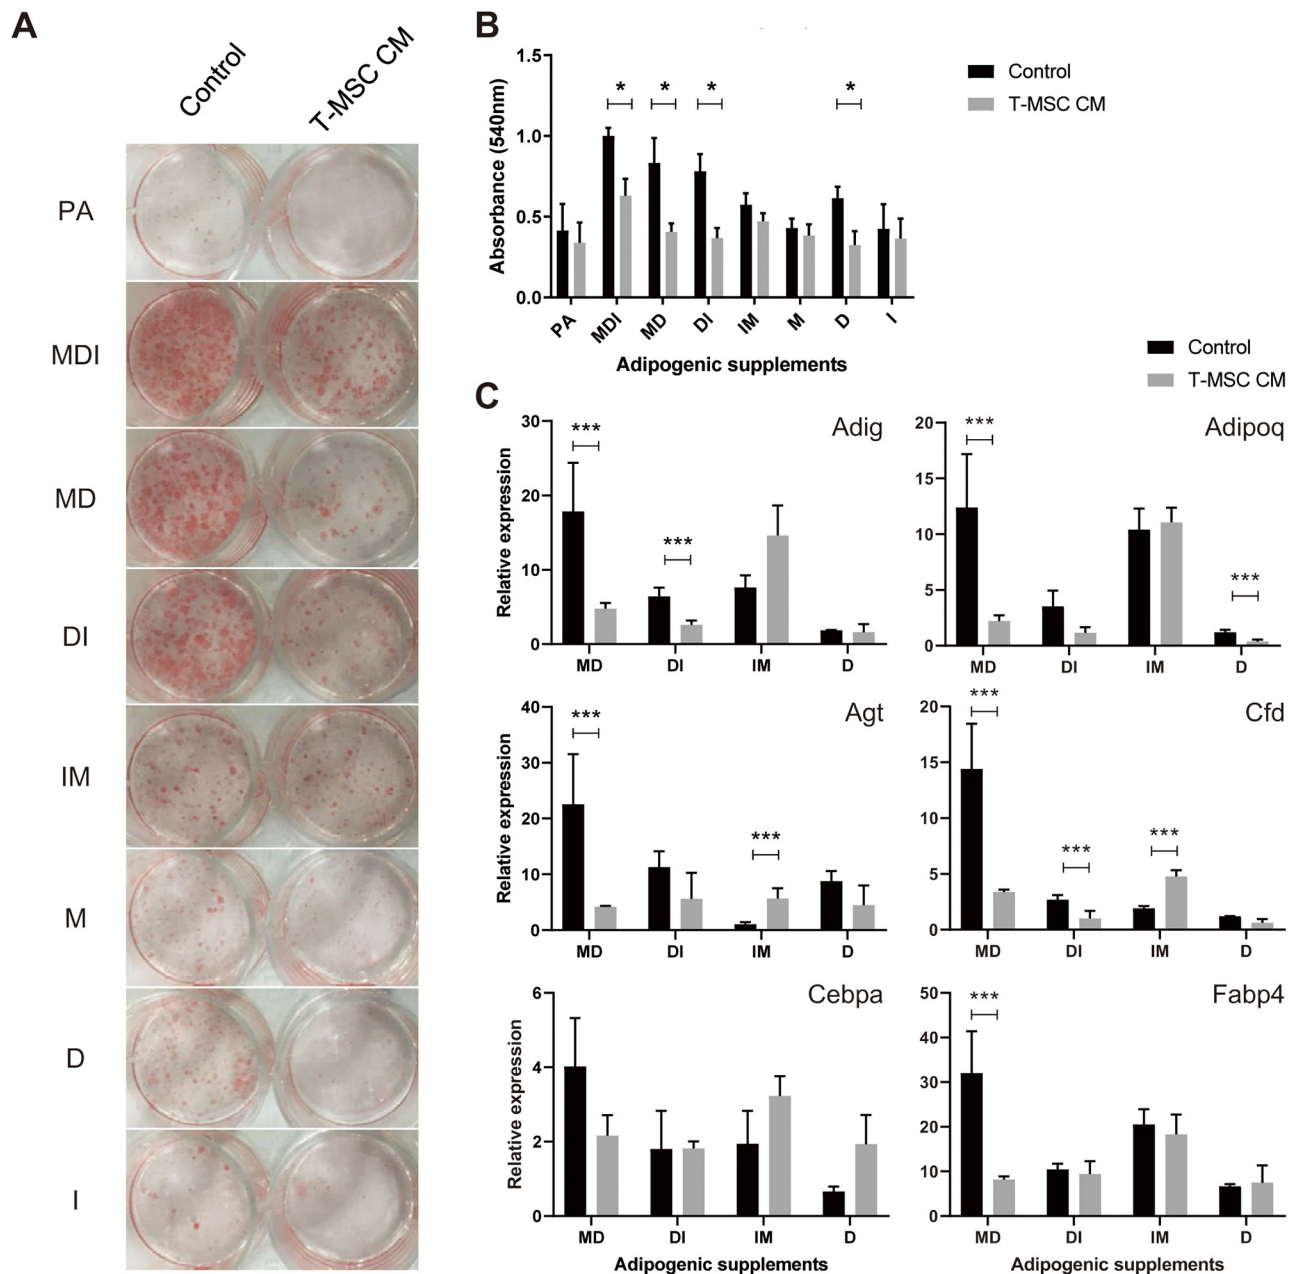 A
Control
T-MSC CM
PA
MDI
MD
DI
IM
M
D
I
B
Absorbance (540nm)
1.5
1.0
0.5
0.0
* * * *
PA MDI MD DI IM M D I
Adipogenic supplements
Control
T-MSC CM
C
Control
T-MSC CM
Adig
Relative expression
30
20
10
0
*** ***
MD DI IM D
Adipoq
20
15
10
5
0
*** ***
MD DI IM D
Agt
Relative expression
40
30
20
10
0
*** ***
MD DI IM D
Cfd
20
15
10
5
0
*** *** ***
MD DI IM D
Cebpa
Relative expression
6
4
2
0
MD DI IM D
Adipogenic supplements
Fabp4
50
40
30
20
10
0
***
MD DI IM D
Adipogenic supplements